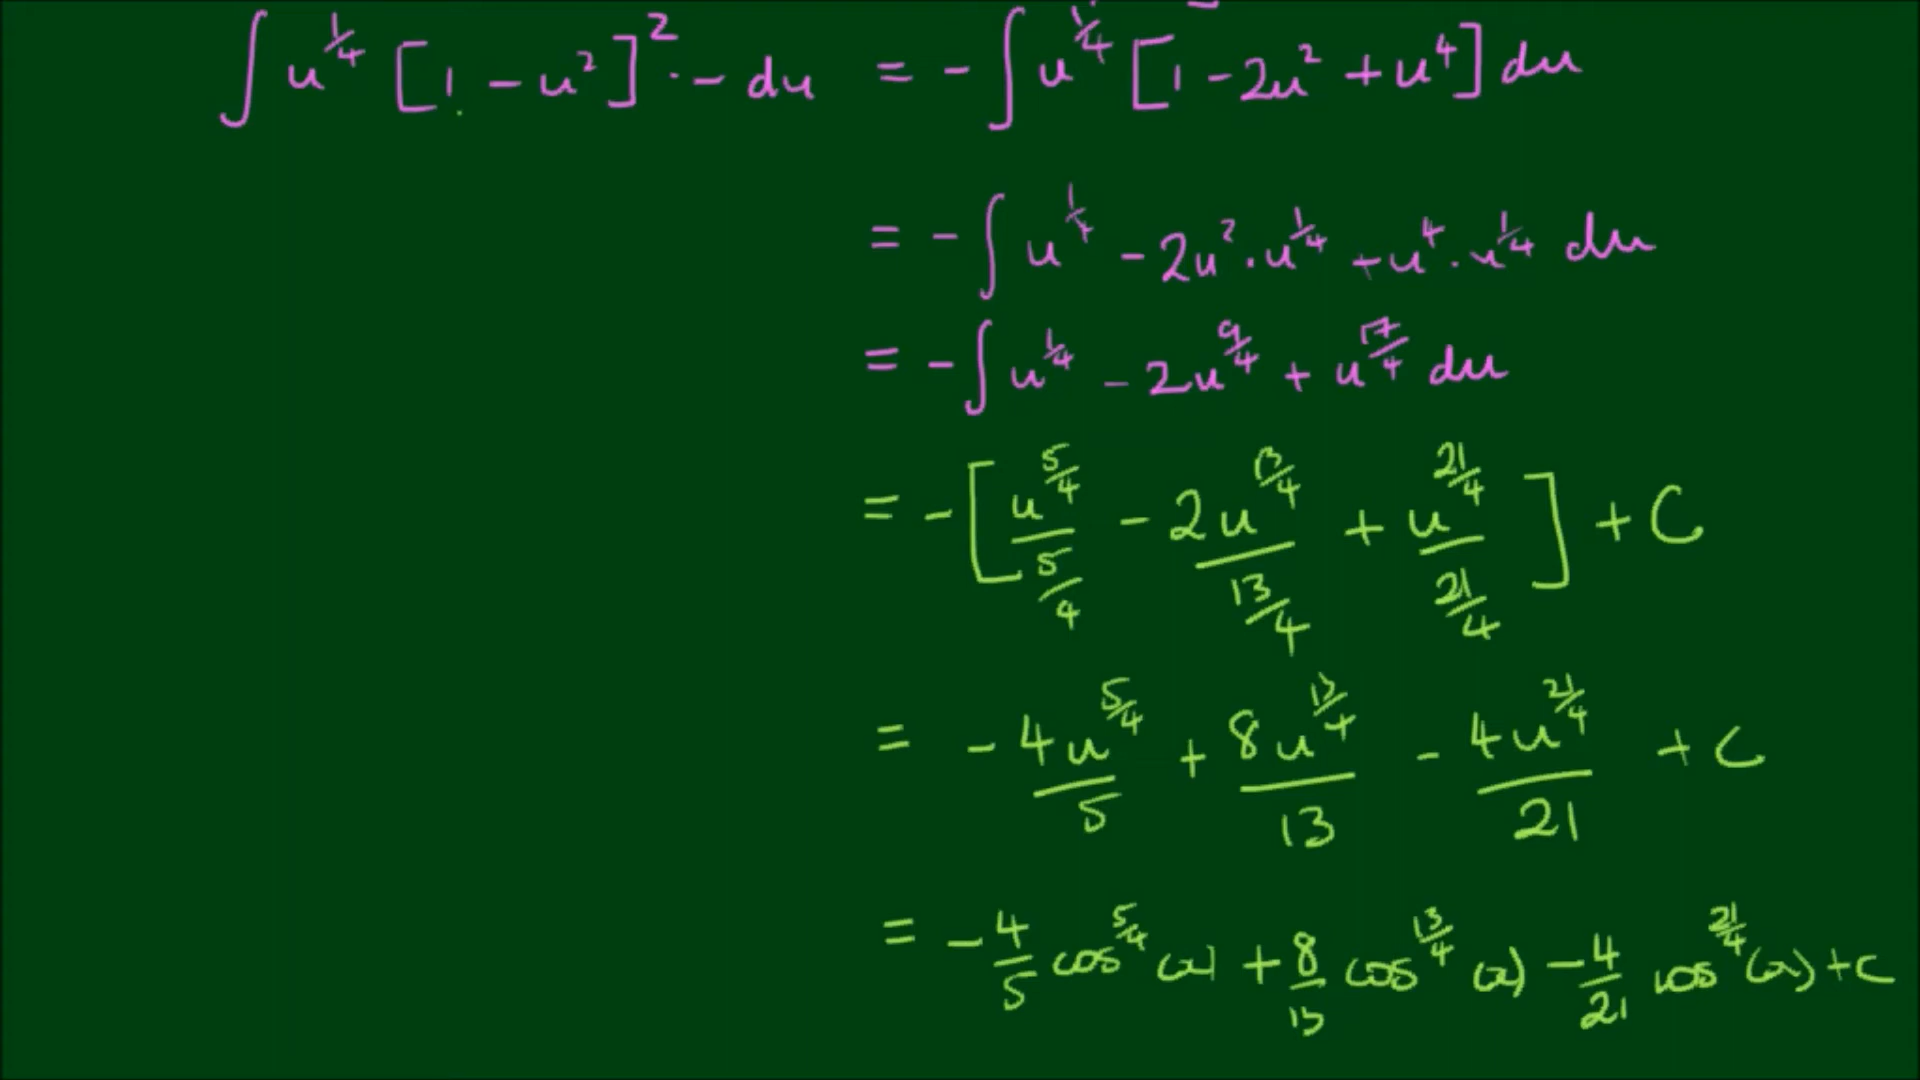 ∫ u^{1/4} [1 - u²]² · - du = - ∫ u^{1/4} [1 - 2u² + u⁴] du
= - ∫ u^{1/4} - 2u² · u^{1/4} + u⁴ · u^{1/4} du
= - ∫ u^{1/4} - 2u^{9/4} + u^{17/4} du
= - [ u^{5/4} / (5/4) - 2u^{13/4} / (13/4) + u^{21/4} / (21/4) ] + C
= - 4u^{5/4} / 5 + 8u^{13/4} / 13 - 4u^{21/4} / 21 + C
= - 4/5 cos^{5/4}(x) + 8/13 cos^{13/4}(x) - 4/21 cos^{21/4}(x) + C